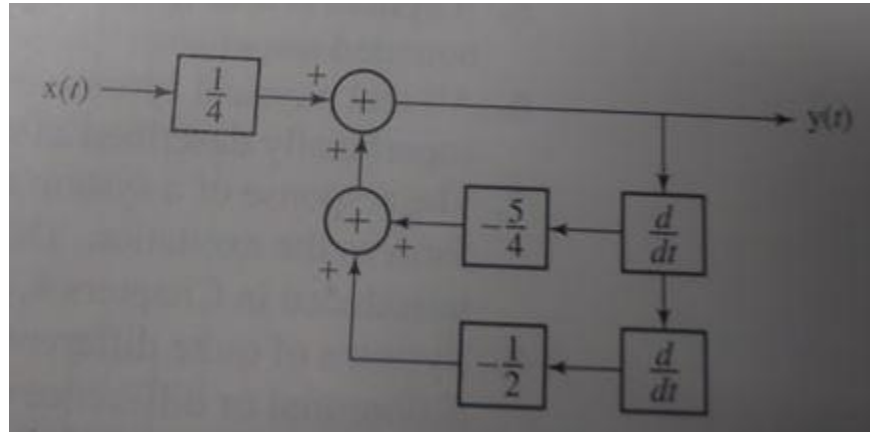 x(t)
1/4
+
+
y(t)
+
+
-5/4
d/dt
+
+
-1/2
d/dt